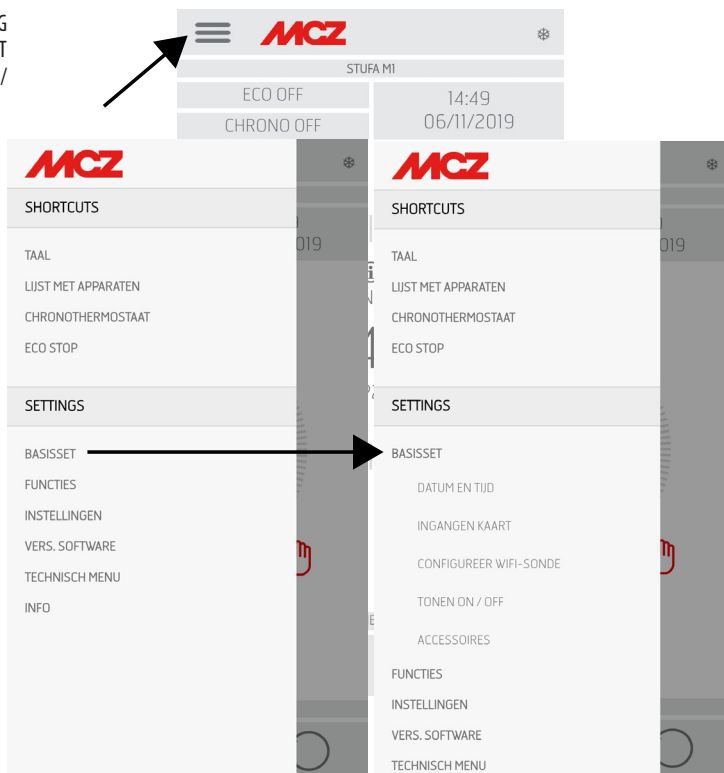 G
T
/
MCZ
STUFA M1
ECO OFF
14:49
CHRONO OFF
06/11/2019
MCZ
SHORTCUTS
TAAL
LIJST MET APPARATEN
CHRONOTHERMOSTAAT
ECO STOP
SETTINGS
BASISSET
FUNCTIES
INSTELLINGEN
VERS. SOFTWARE
TECHNISCH MENU
INFO
019
MCZ
SHORTCUTS
TAAL
LIJST MET APPARATEN
CHRONOTHERMOSTAAT
ECO STOP
SETTINGS
BASISSET
DATUM EN TIJD
INGANGEN KAART
CONFIGUREER WIFI-SONDE
TONEN ON / OFF
ACCESSOIRES
FUNCTIES
INSTELLINGEN
VERS. SOFTWARE
TECHNISCH MENU
019